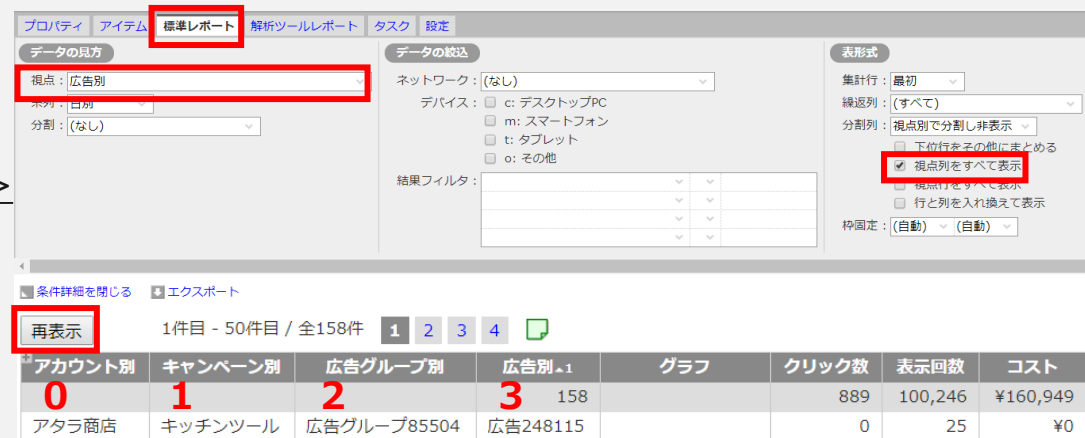 プロパティ アイテム 標準レポート 解析ツールレポート タスク 設定
データの見方
視点 : 広告別
系列 : 日別
分割 : (なし)
データの絞込
ネットワーク : (なし)
デバイス : c: デスクトップPC
m: スマートフォン
t: タブレット
o: その他
結果フィルタ :
表形式
集計行 : 最初
繰返列 : (すべて)
分割列 : 視点別で分割し非表示
下位行をその他にまとめる
視点列をすべて表示
視点行をすべて表示
行と列を入れ換えて表示
枠固定 : (自動) (自動)
>
条件詳細を閉じる エクスポート
再表示 1件目 - 50件目 / 全158件 1 2 3 4
アカウント別 キャンペーン別 広告グループ別 広告別▲1 グラフ クリック数 表示回数 コスト
0 1 2 3 158 889 100,246 ¥160,949
アタラ商店 キッチンツール 広告グループ85504 広告248115 0 25 ¥0